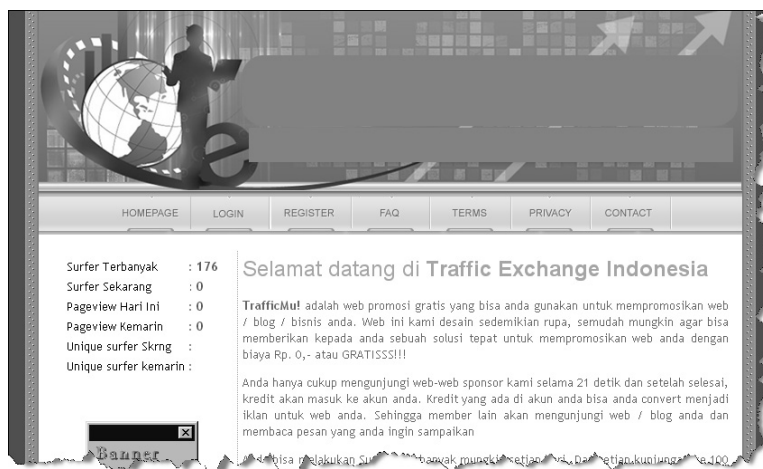 HOMEPAGE LOGIN REGISTER FAQ TERMS PRIVACY CONTACT
Surfer Terbanyak : 176
Surfer Sekarang : 0
Pageview Hari Ini : 0
Pageview Kemarin : 0
Unique surfer Skrng :
Unique surfer kemarin :
Banner
Selamat datang di Traffic Exchange Indonesia
TrafficMu! adalah web promosi gratis yang bisa anda gunakan untuk mempromosikan web
/ blog / bisnis anda. Web ini kami desain sedemikian rupa, semudah mungkin agar bisa
memberikan kepada anda sebuah solusi tepat untuk mempromosikan web anda dengan
biaya Rp. 0,- atau GRATISSS!!!
Anda hanya cukup mengunjungi web-web sponsor kami selama 21 detik dan setelah selesai,
kredit akan masuk ke akun anda. Kredit yang ada di akun anda bisa anda convert menjadi
iklan untuk web anda. Sehingga member lain akan mengunjungi web / blog anda dan
membaca pesan yang anda ingin sampaikan
bisa melakukan mungkin 100